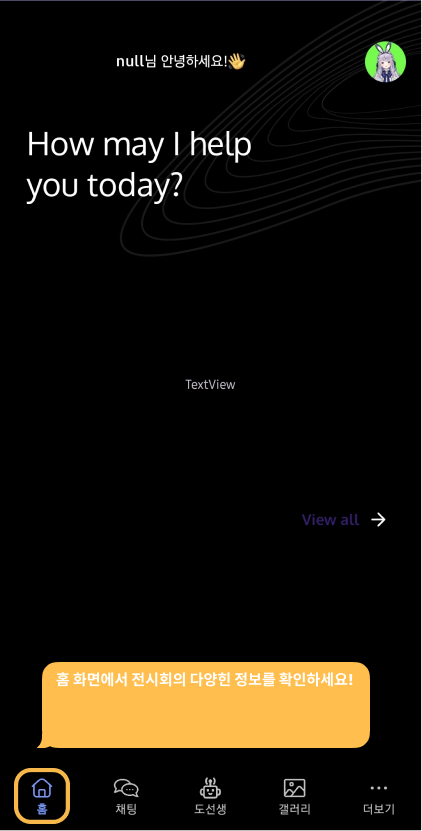 null님 안녕하세요!👋
How may I help
you today?
TextView
View all
홈 화면에서 전시회의 다양힌 정보를 확인하세요!
홈
채팅
도선생
갤러리
더보기